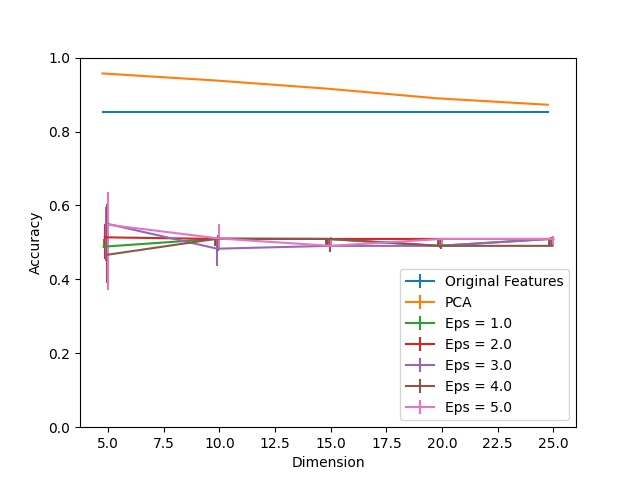 1.0
0.8
0.6
0.4
0.2
0.0
Accuracy
Original Features
PCA
Eps = 1.0
Eps = 2.0
Eps = 3.0
Eps = 4.0
Eps = 5.0
5.0 7.5 10.0 12.5 15.0 17.5 20.0 22.5 25.0
Dimension